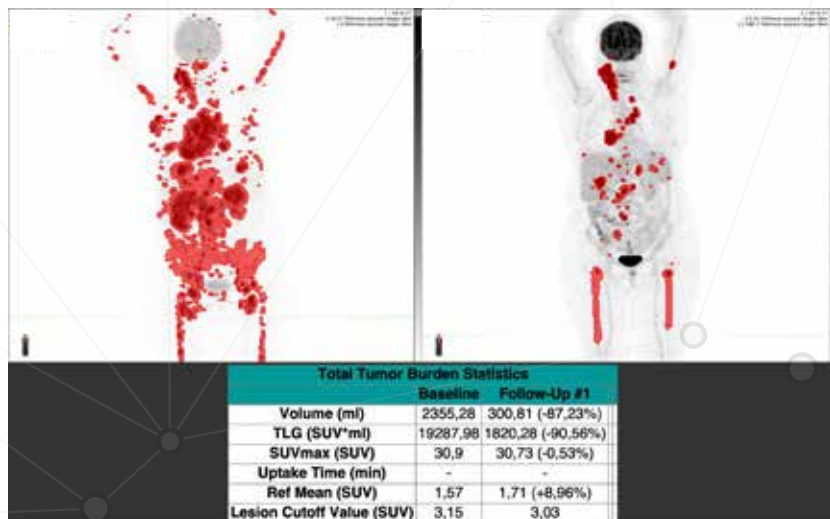 Total Tumor Burden Statistics
Baseline Follow-Up #1
Volume (ml) 2355,28 300,81 (-87,23%)
TLG (SUV*ml) 19287,98 1820,28 (-90,56%)
SUVmax (SUV) 30,9 30,73 (-0,53%)
Uptake Time (min) - -
Ref Mean (SUV) 1,57 1,71 (+8,96%)
Lesion Cutoff Value (SUV) 3,15 3,03